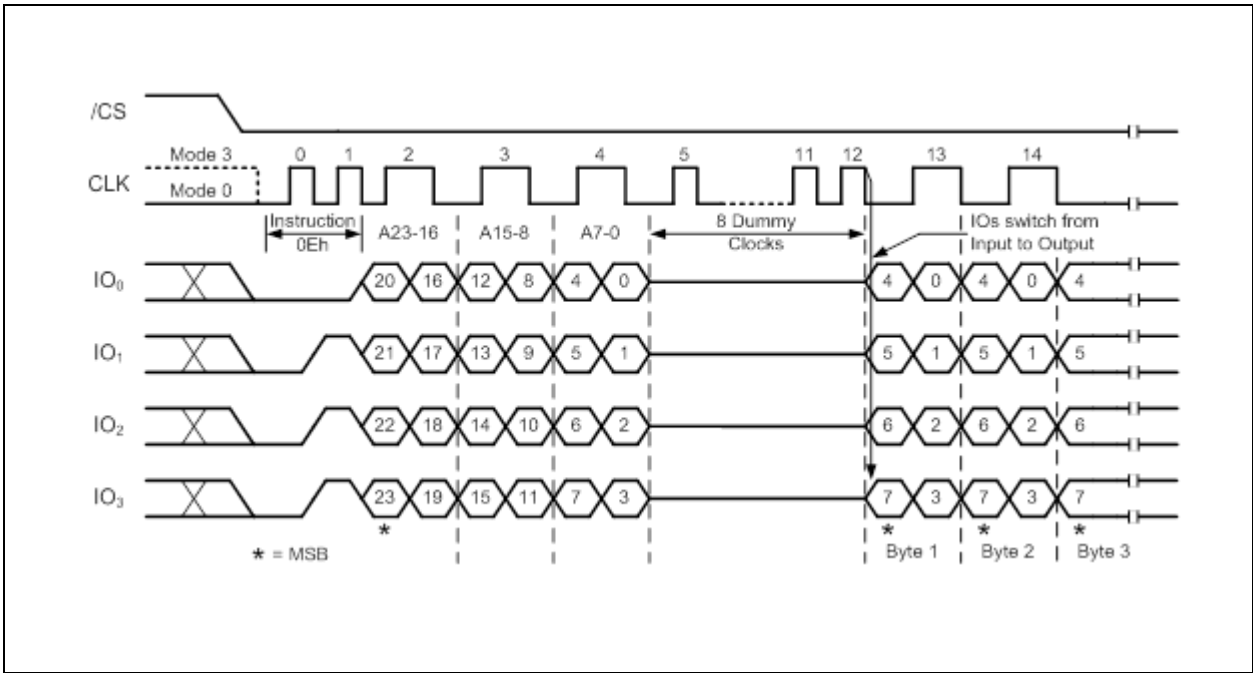 /CS
Mode 3 0 1 2 3 4 5 11 12 13 14
CLK Mode 0
Instruction A23-16 A15-8 A7-0 8 Dummy IOs switch from
0Eh Clocks Input to Output
IO0 20 16 12 8 4 0 4 0 4 0 4
IO1 21 17 13 9 5 1 5 1 5 1 5
IO2 22 18 14 10 6 2 6 2 6 2 6
IO3 23 19 15 11 7 3 7 3 7 3 7
* * * *
* = MSB Byte 1 Byte 2 Byte 3